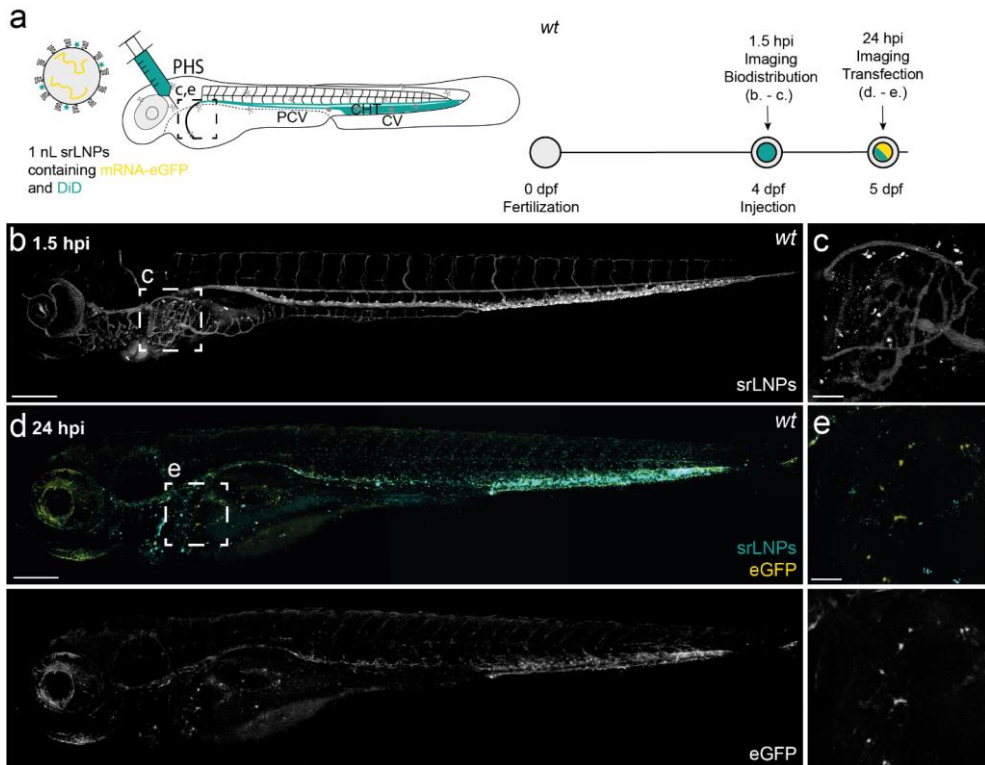 a
wt
1.5 hpi
Imaging
Biodistribution
(b. - c.)
24 hpi
Imaging
Transfection
(d. - e.)
PHS
c,e
CHT
PCV
CV
1 nL srLNPs
containing mRNA-eGFP
and DiD
0 dpf
Fertilization
4 dpf
Injection
5 dpf
b 1.5 hpi
wt
c
c
srLNPs
d 24 hpi
wt
e
e
srLNPs
eGFP
eGFP